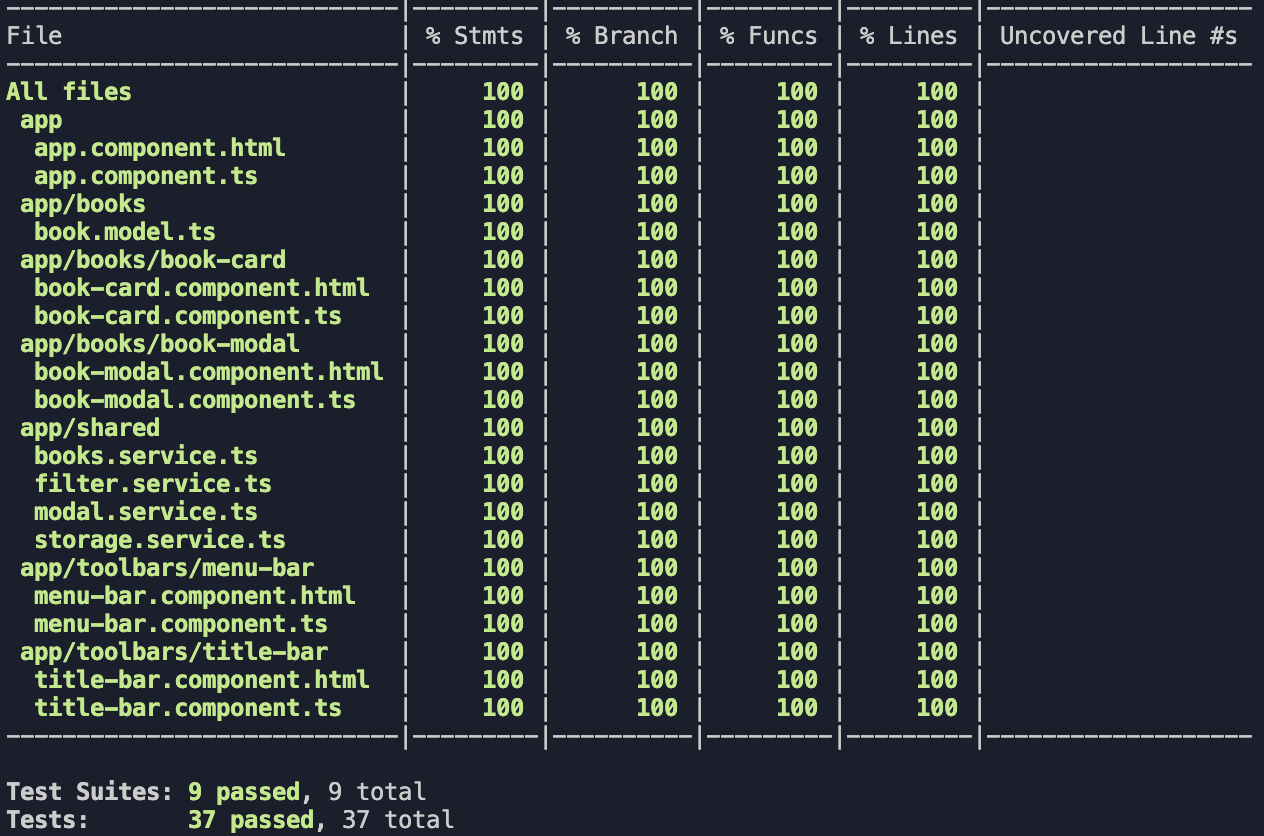 File | % Stmts | % Branch | % Funcs | % Lines | Uncovered Line #s
All files | 100 | 100 | 100 | 100 |
app | 100 | 100 | 100 | 100 |
app.component.html | 100 | 100 | 100 | 100 |
app.component.ts | 100 | 100 | 100 | 100 |
app/books | 100 | 100 | 100 | 100 |
book.model.ts | 100 | 100 | 100 | 100 |
app/books/book-card | 100 | 100 | 100 | 100 |
book-card.component.html | 100 | 100 | 100 | 100 |
book-card.component.ts | 100 | 100 | 100 | 100 |
app/books/book-modal | 100 | 100 | 100 | 100 |
book-modal.component.html | 100 | 100 | 100 | 100 |
book-modal.component.ts | 100 | 100 | 100 | 100 |
app/shared | 100 | 100 | 100 | 100 |
books.service.ts | 100 | 100 | 100 | 100 |
filter.service.ts | 100 | 100 | 100 | 100 |
modal.service.ts | 100 | 100 | 100 | 100 |
storage.service.ts | 100 | 100 | 100 | 100 |
app/toolbars/menu-bar | 100 | 100 | 100 | 100 |
menu-bar.component.html | 100 | 100 | 100 | 100 |
menu-bar.component.ts | 100 | 100 | 100 | 100 |
app/toolbars/title-bar | 100 | 100 | 100 | 100 |
title-bar.component.html | 100 | 100 | 100 | 100 |
title-bar.component.ts | 100 | 100 | 100 | 100 |
Test Suites: 9 passed, 9 total
Tests: 37 passed, 37 total